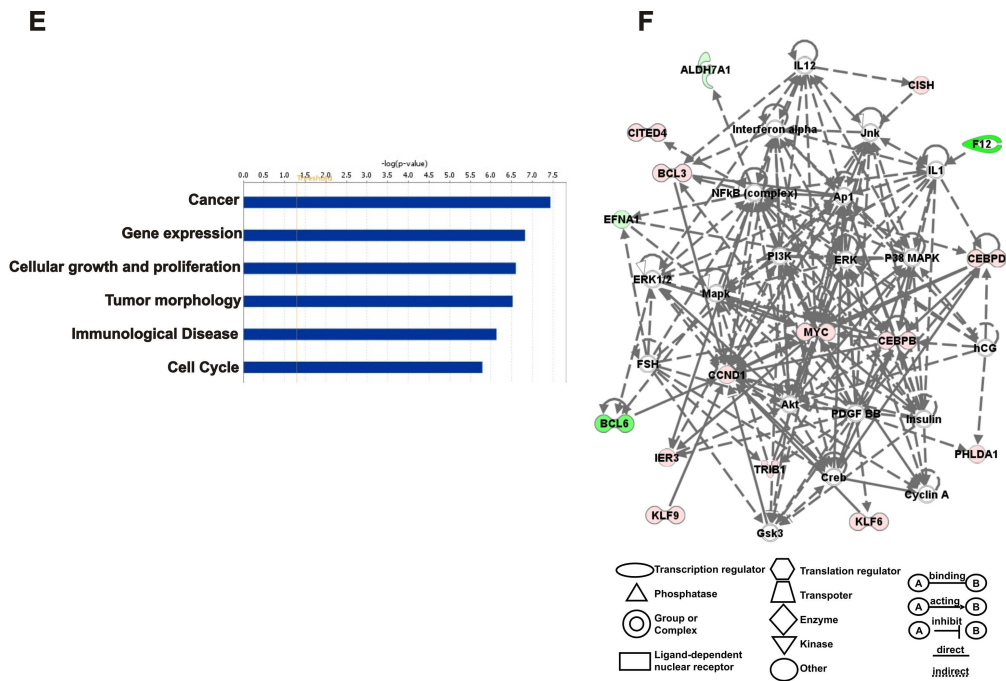 E
-log(p-value)
0.0 0.5 1.0 1.5 2.0 2.5 3.0 3.5 4.0 4.5 5.0 5.5 6.0 6.5 7.0 7.5
Threshold
Cancer
Gene expression
Cellular growth and proliferation
Tumor morphology
Immunological Disease
Cell Cycle
F
IL12
ALDH7A1
CISH
CITED4
Interferon alpha
Jnk
F12
BCL3
IL1
NFkB (complex)
Ap1
EFNA1
PI3K
ERK
P38 MAPK
CEBPD
ERK1/2
Mapk
MYC
CEBPB
hCG
FSH
CCND1
Akt
PDGF BB
Insulin
BCL6
IER3
TRIB1
PHLDA1
Creb
Cyclin A
KLF9
KLF6
Gsk3
Transcription regulator
Phosphatase
Group or
Complex
Ligand-dependent
nuclear receptor
Translation regulator
Transpoter
Enzyme
Kinase
Other
A binding B
A acting B
A inhibit B
direct
indirect